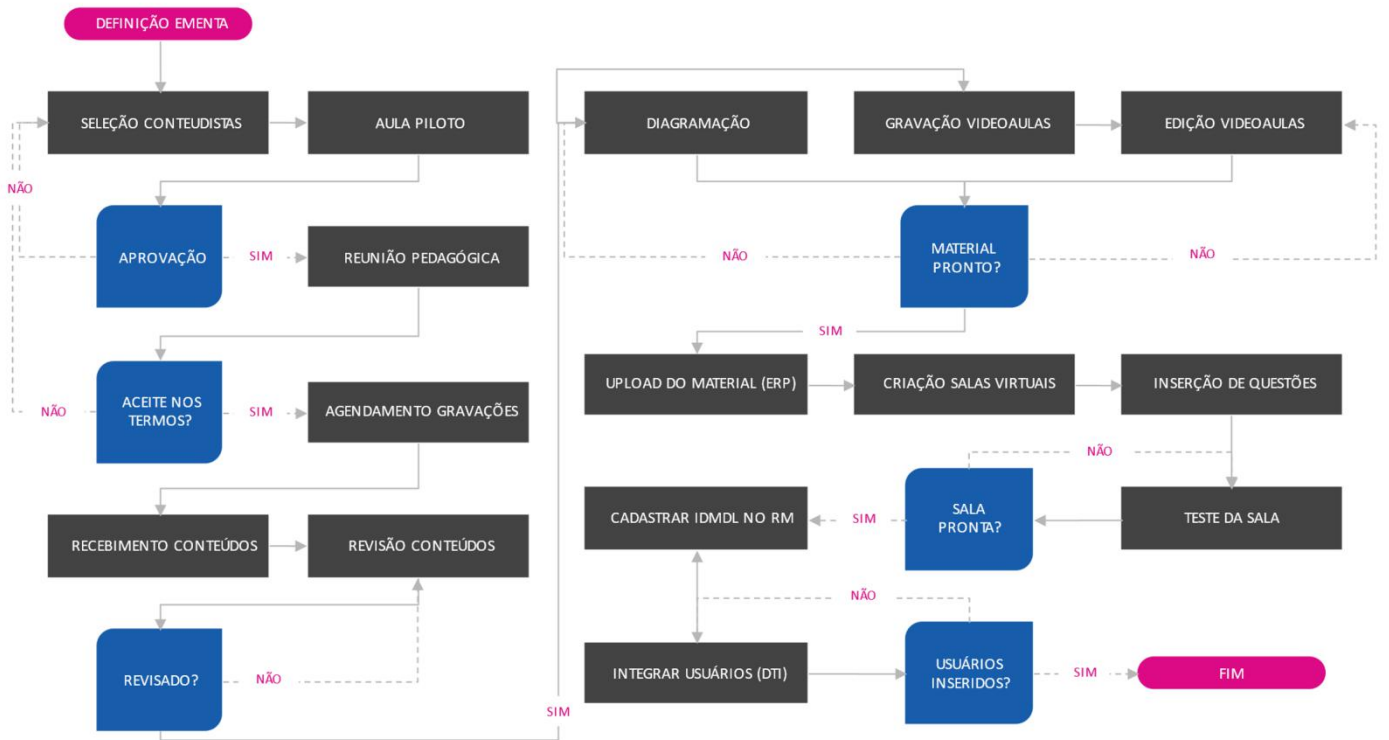 DEFINIÇÃO EMENTA
SELEÇÃO CONTEUDISTAS
AULA PILOTO
NÃO
APROVAÇÃO
SIM
REUNIÃO PEDAGÓGICA
NÃO
ACEITE NOS
TERMOS?
SIM
AGENDAMENTO GRAVAÇÕES
RECEBIMENTO CONTEÚDOS
REVISÃO CONTEÚDOS
REVISADO?
NÃO
SIM
DIAGRAMAÇÃO
GRAVAÇÃO VIDEOAULAS
EDIÇÃO VIDEOAULAS
NÃO
MATERIAL
PRONTO?
NÃO
SIM
UPLOAD DO MATERIAL (ERP)
CRIAÇÃO SALAS VIRTUAIS
INSERÇÃO DE QUESTÕES
NÃO
CADASTRAR IDMDL NO RM
SIM
SALA
PRONTA?
TESTE DA SALA
NÃO
INTEGRAR USUÁRIOS (DTI)
USUÁRIOS
INSERIDOS?
SIM
FIM